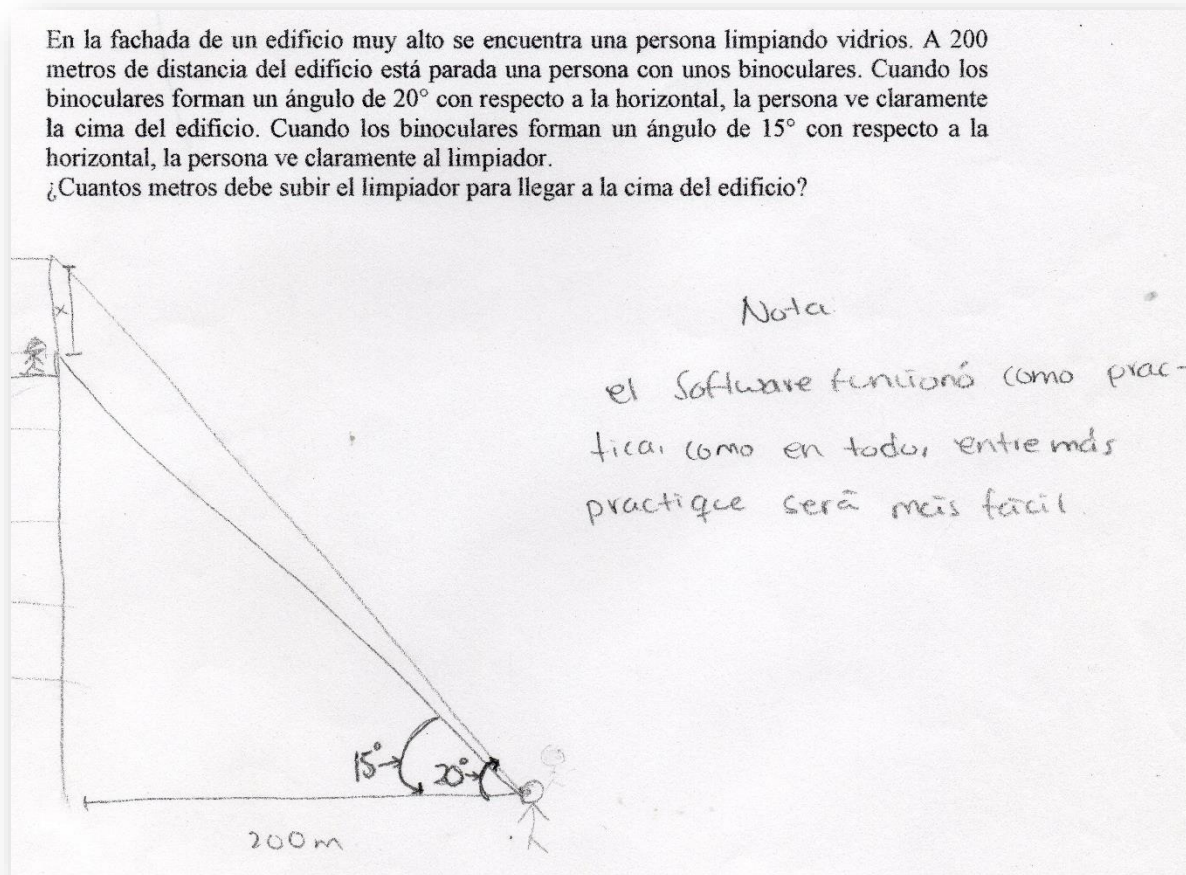 En la fachada de un edificio muy alto se encuentra una persona limpiando vidrios. A 200
metros de distancia del edificio está parada una persona con unos binoculares. Cuando los
binoculares forman un ángulo de 20° con respecto a la horizontal, la persona ve claramente
la cima del edificio. Cuando los binoculares forman un ángulo de 15° con respecto a la
horizontal, la persona ve claramente al limpiador.
¿Cuantos metros debe subir el limpiador para llegar a la cima del edificio?
x
Nota
el Software funcionó como prac-
tica, como en todo, entre más
practique será más fácil.
15° 20°
200m